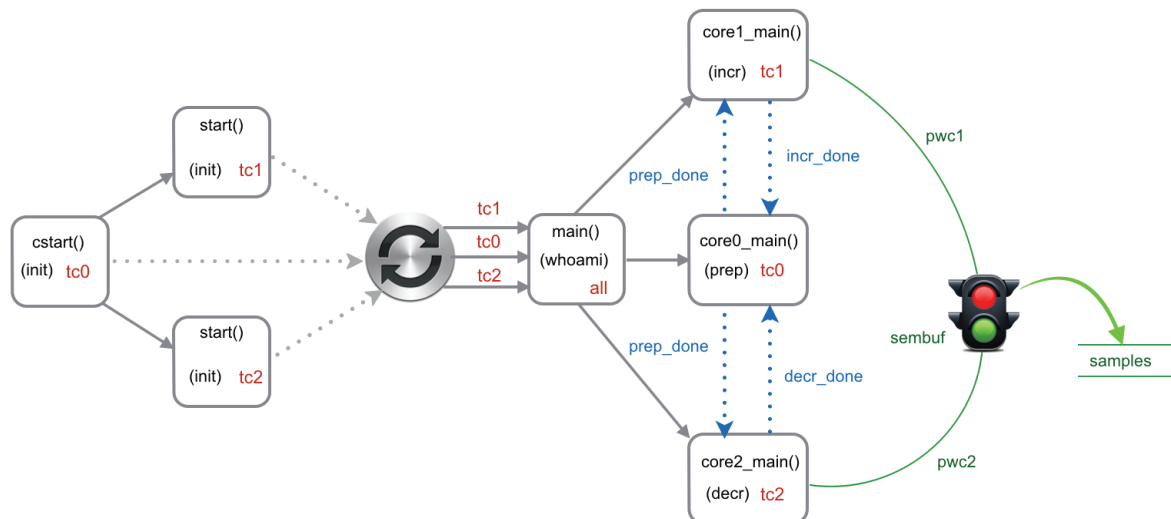 core1_main()
(incr) tc1
start()
(init) tc1
pwc1
prep_done
incr_done
tc1
cstart()
(init) tc0
tc0
main()
(whoami)
all
core0_main()
(prep) tc0
tc2
start()
(init) tc2
prep_done
decr_done
sembuf
samples
core2_main()
(decr) tc2
pwc2